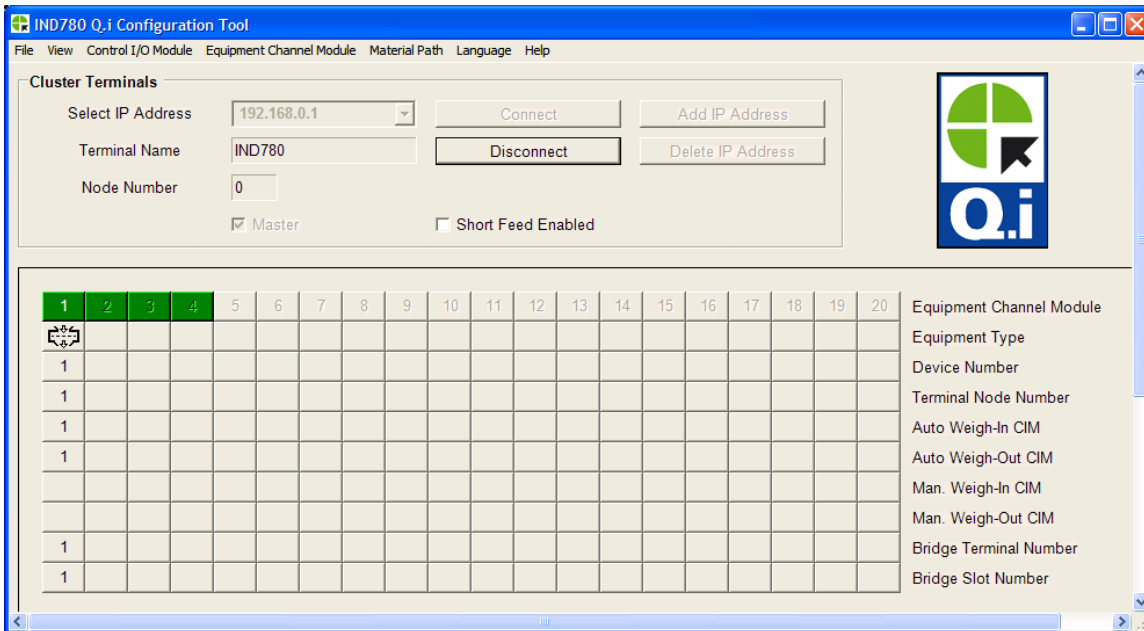 IND780 Q.i Configuration Tool
File View Control I/O Module Equipment Channel Module Material Path Language Help
Cluster Terminals
Select IP Address 192.168.0.1 Connect Add IP Address
Terminal Name IND780 Disconnect Delete IP Address
Node Number 0
Master Short Feed Enabled
Q.i
1 2 3 4 5 6 7 8 9 10 11 12 13 14 15 16 17 18 19 20 Equipment Channel Module
Equipment Type
1 Device Number
1 Terminal Node Number
1 Auto Weigh-In CIM
1 Auto Weigh-Out CIM
Man. Weigh-In CIM
Man. Weigh-Out CIM
1 Bridge Terminal Number
1 Bridge Slot Number